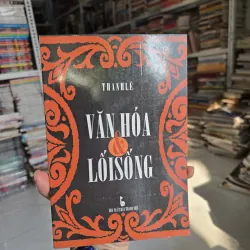 THANH LÊ
VĂN HÓA
&
LỐI SỐNG